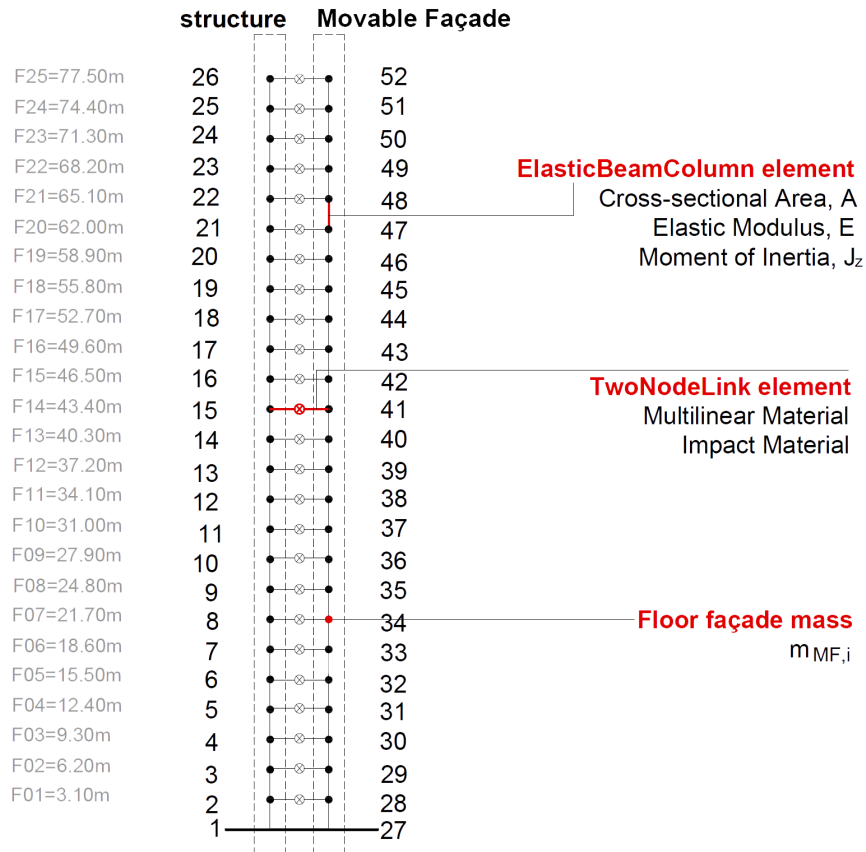 structure Movable Façade
F25=77.50m 26 52
F24=74.40m 25 51
F23=71.30m 24 50
F22=68.20m 23 49
ElasticBeamColumn element
F21=65.10m 22 48 Cross-sectional Area, A
F20=62.00m 21 47 Elastic Modulus, E
F19=58.90m 20 46 Moment of Inertia, Jz
F18=55.80m 19 45
F17=52.70m 18 44
F16=49.60m 17 43
F15=46.50m 16 42
TwoNodeLink element
F14=43.40m 15 41 Multilinear Material
F13=40.30m 14 40 Impact Material
F12=37.20m 13 39
F11=34.10m 12 38
F10=31.00m 11 37
F09=27.90m 10 36
F08=24.80m 9 35
F07=21.70m 8 34 Floor façade mass
F06=18.60m 7 33 mMF,i
F05=15.50m 6 32
F04=12.40m 5 31
F03=9.30m 4 30
F02=6.20m 3 29
F01=3.10m 2 28
1 27